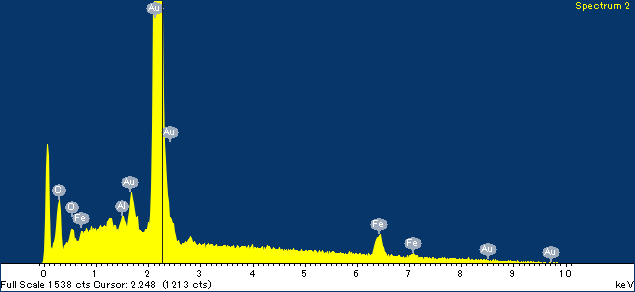 Spectrum 2
Au
Au
Au
O
O
Fe
Al
Fe
Fe
Au
Au
0 1 2 3 4 5 6 7 8 9 10
Full Scale 1538 cts Cursor: 2.248 (1213 cts) keV